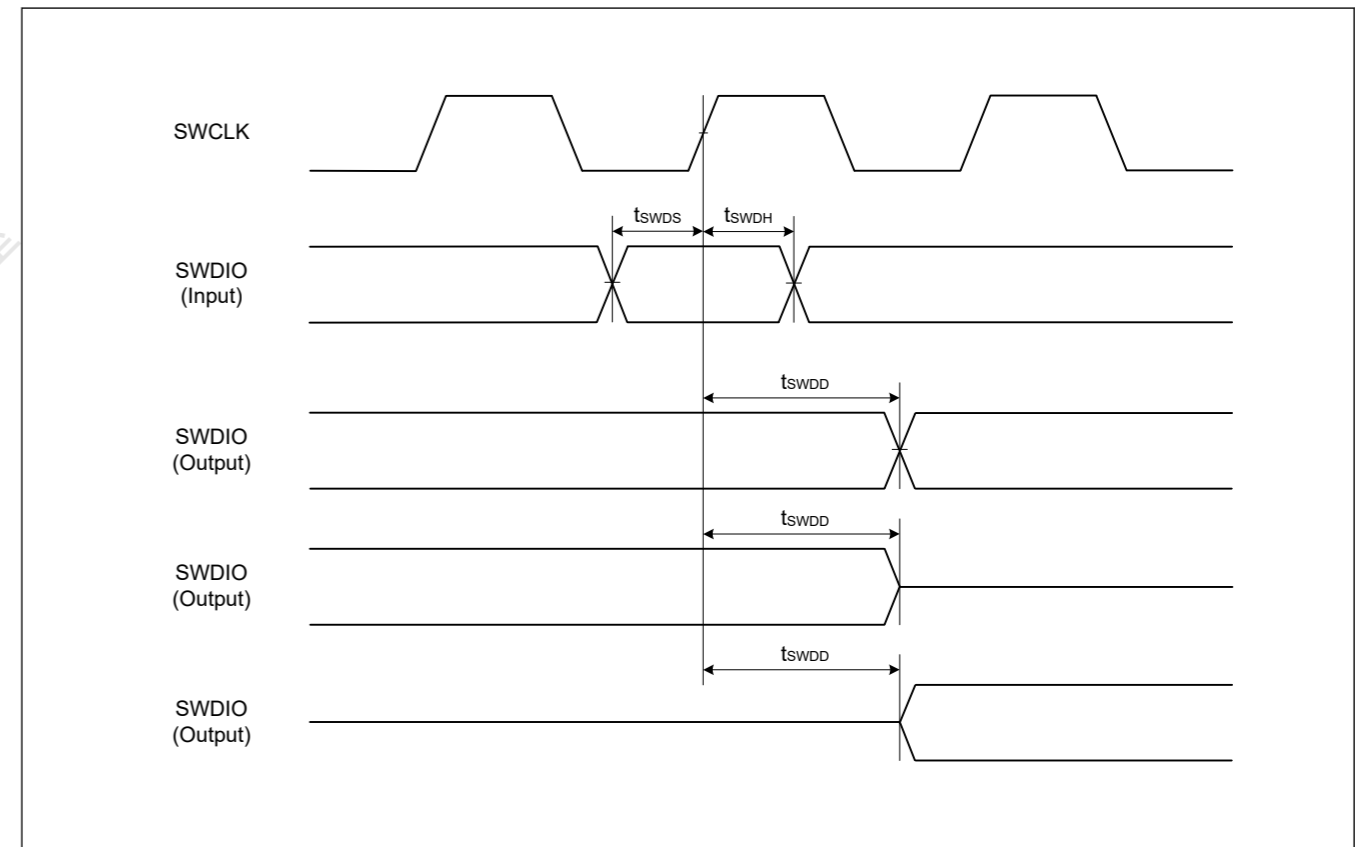 SWCLK
tSWDS
tSWDH
SWDIO
(Input)
tSWDD
SWDIO
(Output)
tSWDD
SWDIO
(Output)
tSWDD
SWDIO
(Output)